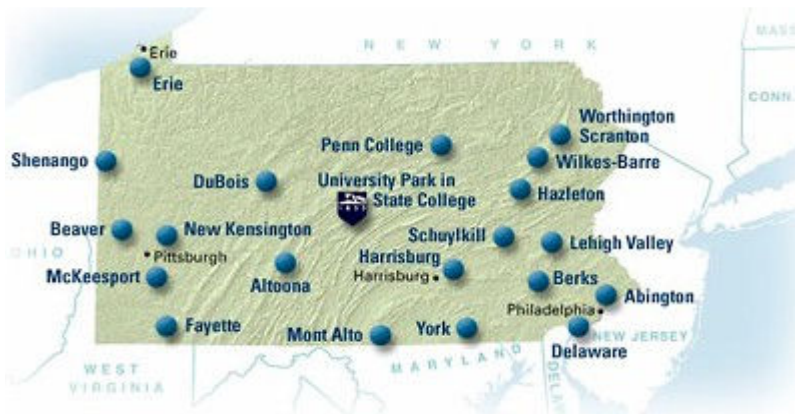 NEW YORK
MASS
Erie
Erie
CONN.
Worthington
Scranton
Penn College
Wilkes-Barre
Shenango
DuBois
University Park in
State College
Hazleton
Beaver
New Kensington
Schuylkill
Lehigh Valley
OHIO
Pittsburgh
Harrisburg
McKeesport
Altoona
Harrisburg
Berks
Abington
Philadelphia
Fayette
Mont Alto
York
NEW JERSEY
Delaware
WEST
VIRGINIA
MARYLAND